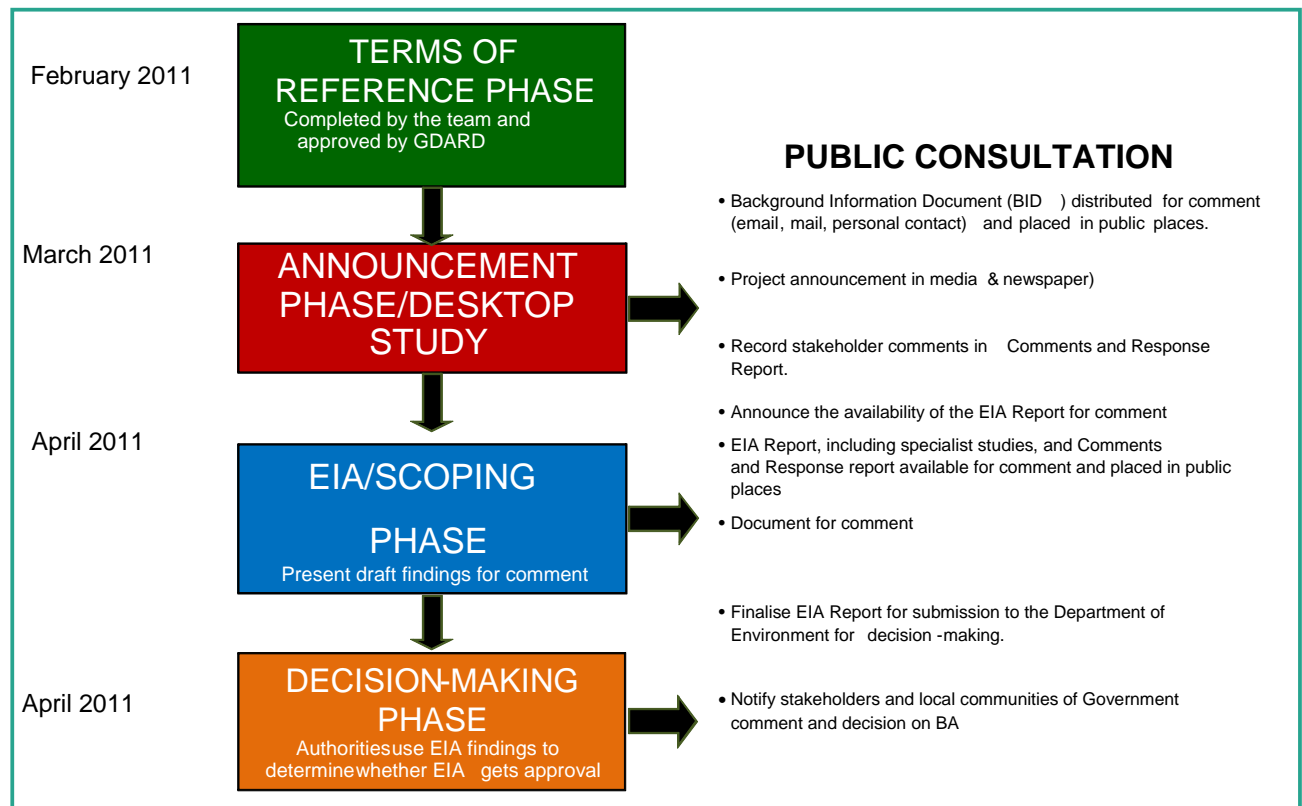 February 2011
TERMS OF
REFERENCE PHASE
Completed by the team and
approved by GDARD
PUBLIC CONSULTATION
• Background Information Document (BID ) distributed for comment
(email, mail, personal contact) and placed in public places.
March 2011
ANNOUNCEMENT
PHASE/DESKTOP
STUDY
• Project announcement in media & newspaper)
• Record stakeholder comments in Comments and Response
Report.
April 2011
EIA/SCOPING
PHASE
Present draft findings for comment
• Announce the availability of the EIA Report for comment
• EIA Report, including specialist studies, and Comments
and Response report available for comment and placed in public
places
• Document for comment
• Finalise EIA Report for submission to the Department of
Environment for decision -making.
April 2011
DECISION-MAKING
PHASE
Authoritiesuse EIA findings to
determinewhether EIA gets approval
• Notify stakeholders and local communities of Government
comment and decision on BA